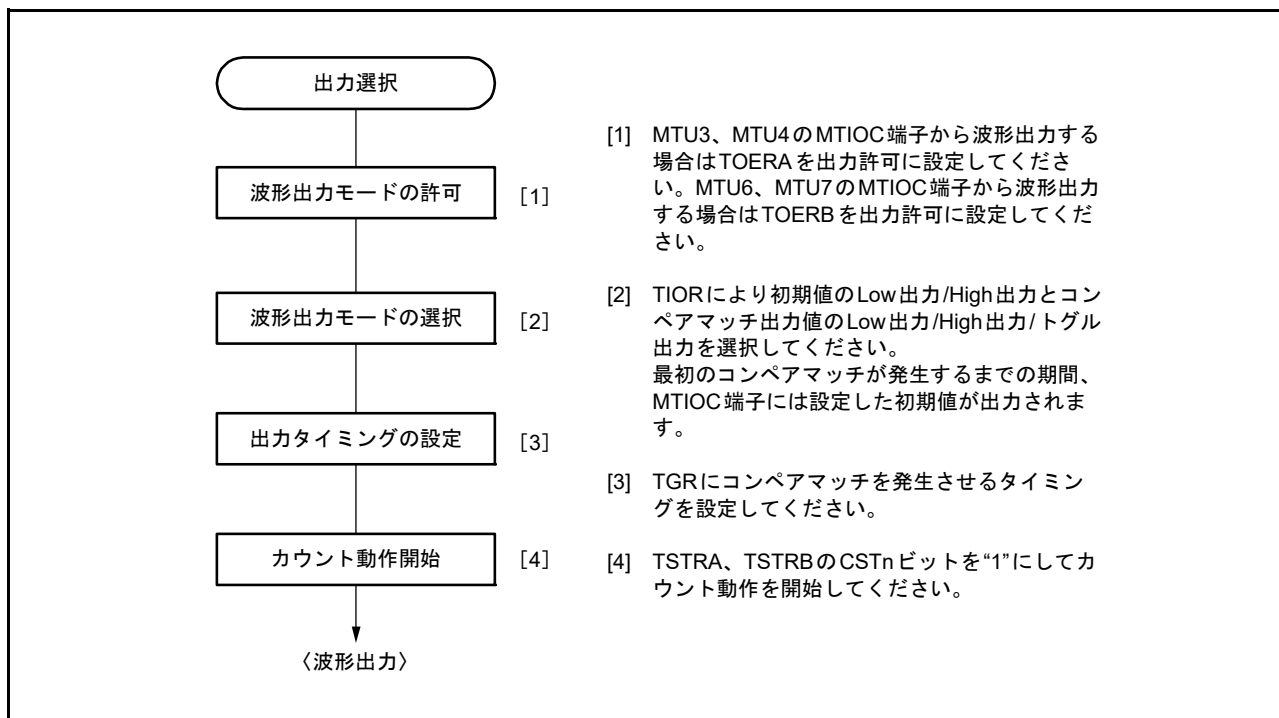 出力選択
波形出力モードの許可 [1]
波形出力モードの選択 [2]
出力タイミングの設定 [3]
カウント動作開始 [4]
〈波形出力〉
[1] MTU3、MTU4のMTIOC端子から波形出力する
場合はTOERAを出力許可に設定してくださ
い。MTU6、MTU7のMTIOC端子から波形出力
する場合はTOERBを出力許可に設定してくだ
さい。
[2] TIORにより初期値のLow出力/High出力とコン
ペアマッチ出力値のLow出力/High出力/トグル
出力を選択してください。
最初のコンペアマッチが発生するまでの期間、
MTIOC端子には設定した初期値が出力されま
す。
[3] TGRにコンペアマッチを発生させるタイミン
グを設定してください。
[4] TSTRA、TSTRBのCSTnビットを“1”にしてカ
ウント動作を開始してください。